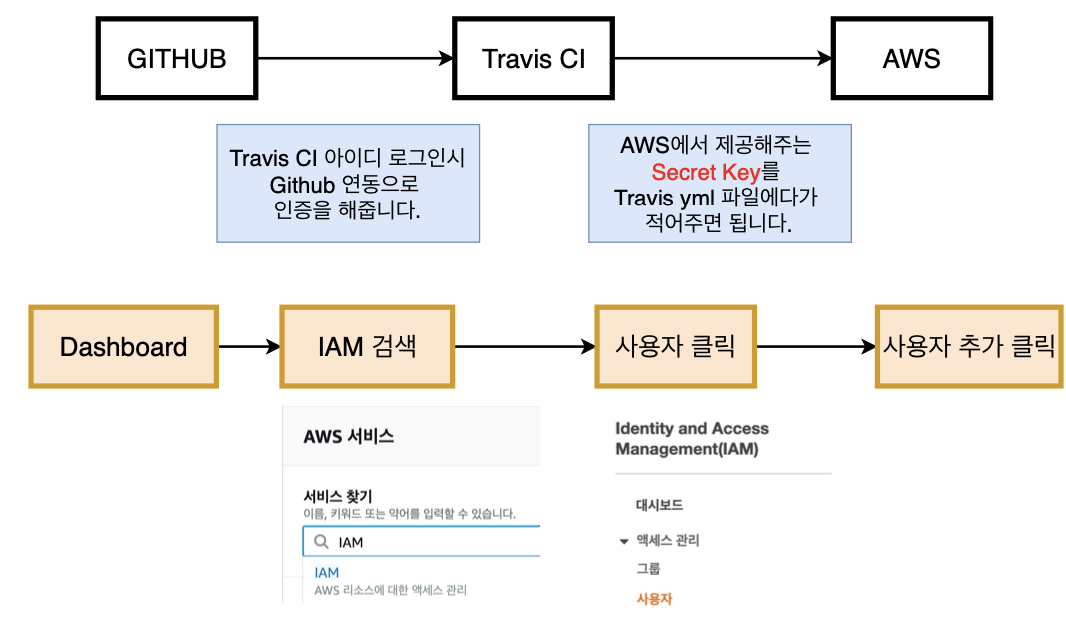 GITHUB
Travis CI
AWS
Travis CI 아이디 로그인시
Github 연동으로
인증을 해줍니다.
AWS에서 제공해주는
Secret Key를
Travis yml 파일에다가
적어주면 됩니다.
Dashboard
IAM 검색
사용자 클릭
사용자 추가 클릭
AWS 서비스
서비스 찾기
이름, 키워드 또는 약어를 입력할 수 있습니다.
IAM
IAM
AWS 리소스에 대한 액세스 관리
Identity and Access
Management(IAM)
대시보드
액세스 관리
그룹
사용자